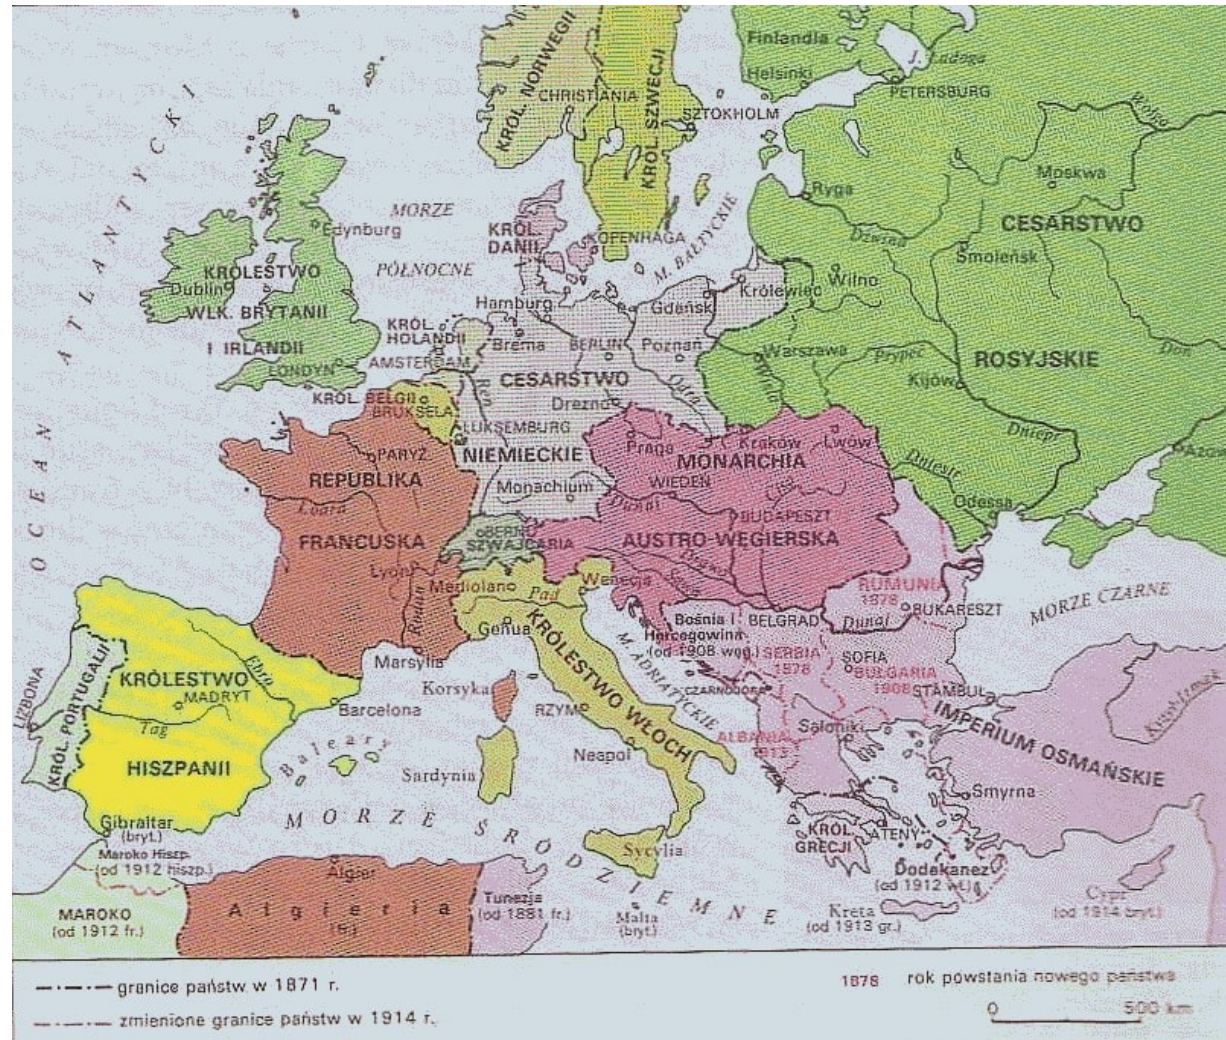 OCEAN ATLANTYCKI
KRÓL. NORWEGII
CHRISTIANIA
KRÓL. SZWECJI
SZTOKHOLM
Finlandia
Helsinki
J. Ładoga
PETERSBURG
Wołga
Moskwa
Ryga
CESARSTWO
Dźwina
Smoleńsk
Wilno
ROSYJSKIE
Don
Edynburg
MORZE
PÓŁNOCNE
KRÓL.
DANII
KOPENHAGA
M. BAŁTYCKIE
KRÓLESTWO
Dublin
WLK. BRYTANII
I IRLANDII
LONDYN
Hamburg
Gdańsk
Królewiec
KRÓL.
HOLANDII
AMSTERDAM
Brema
BERLIN
Poznań
Warszawa
Prypeć
Kijów
KRÓL. BELGII
BRUKSELA
Ren
CESARSTWO
Drezno
Odra
Wisła
LUKSEMBURG
NIEMIECKIE
Praga
Kraków
Lwów
Dniepr
PARYŻ
REPUBLIKA
Monachium
MONARCHIA
WIEDEŃ
Dniestr
Odessa
Loara
FRANCUSKA
BERNO
SZWAJCARIA
Dunaj
Cisa
BUDAPESZT
AUSTRO-WĘGIERSKA
Lyon
Rodan
Mediolan
Pad
Wenecja
Drawa
Sawa
RUMUNIA
1878
BUKARESZT
MORZE CZARNE
Genua
Marsylia
KRÓLESTWO WŁOCH
M. ADRIATYCKIE
Bośnia i
Hercegowina
(od 1908 węg.)
BELGRAD
Dunaj
SERBIA
1878
SOFIA
BUŁGARIA
1908
STAMBUŁ
CZARNOGÓRA
LIZBONA
KRÓL. PORTUGALII
KRÓLESTWO
MADRYT
Ebro
Tag
HISZPANII
Barcelona
Baleary
Korsyka
RZYM
Neapol
Sardynia
Sycylia
ALBANIA
1913
Saloniki
IMPERIUM OSMAŃSKIE
Smyrna
KRÓL.
GRECJI
ATENY
Dodekanez
(od 1912 wł.)
Gibraltar
(bryt.)
Maroko Hiszp.
(od 1912 hiszp.)
MORZE ŚRÓDZIEMNE
MAROKO
(od 1912 fr.)
Algier
Algieria
(fr.)
Tunezja
(od 1881 fr.)
Malta
(bryt.)
Kreta
(od 1913 gr.)
Cypr
(od 1914 bryt.)
granice państw w 1871 r.
zmienione granice państw w 1914 r.
1878 rok powstania nowego państwa
0 500 km